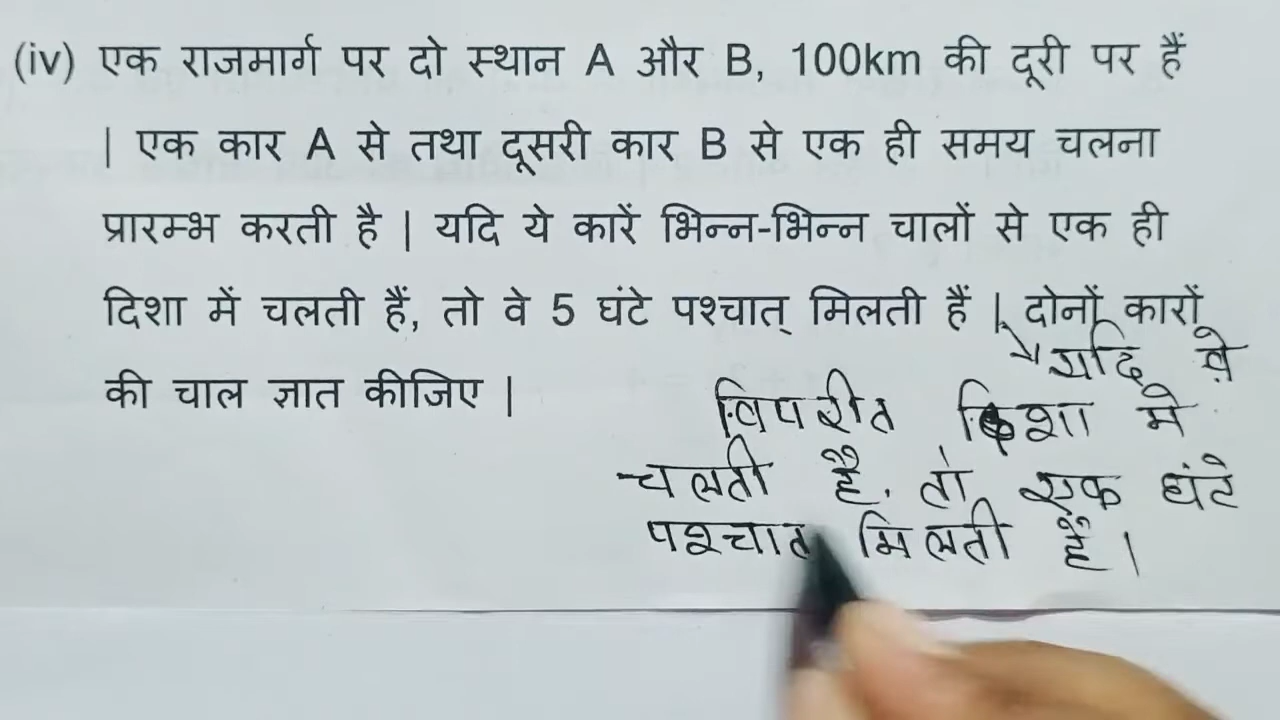 (iv) एक राजमार्ग पर दो स्थान A और B, 100km की दूरी पर हैं
| एक कार A से तथा दूसरी कार B से एक ही समय चलना
प्रारम्भ करती है | यदि ये कारें भिन्न-भिन्न चालों से एक ही
दिशा में चलती हैं, तो वे 5 घंटे पश्चात् मिलती हैं | दोनों कारों
यदि वे
की चाल ज्ञात कीजिए |
विपरीत दिशा मे
चलती है. तो एक घंटे
पश्चात मिलती हैं |